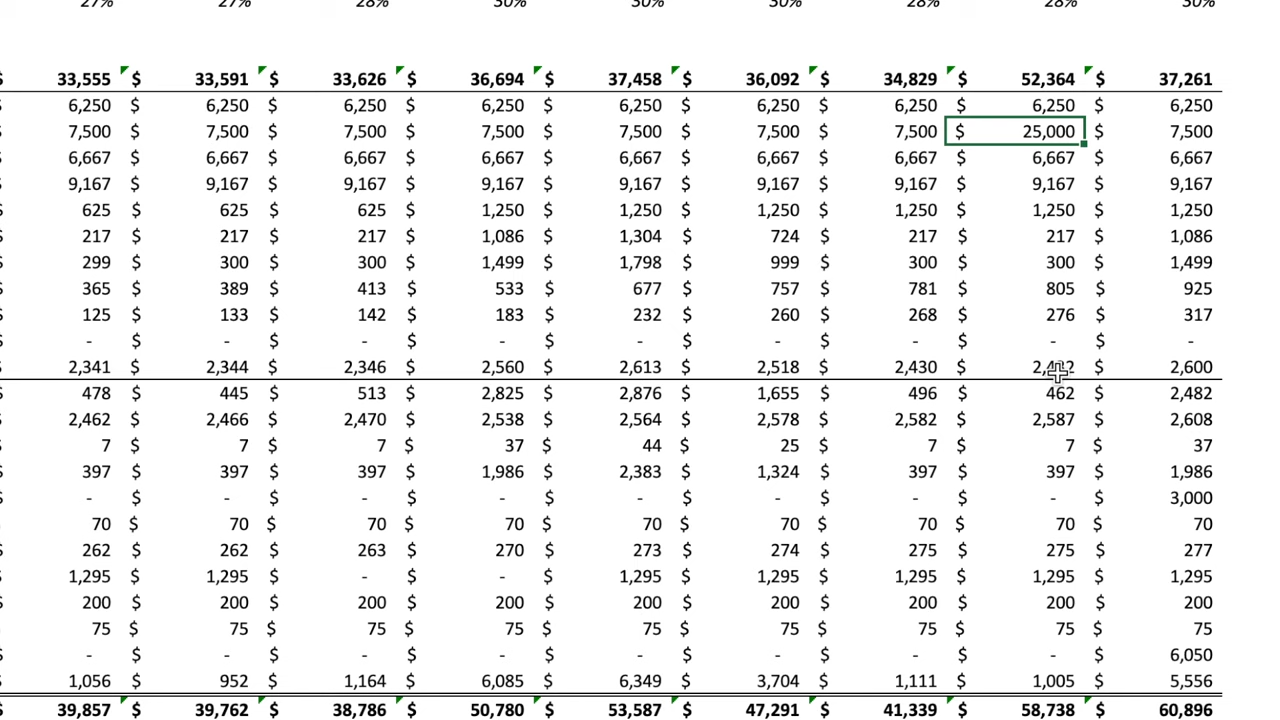 27% 27% 28% 30% 30% 30% 28% 28% 30%
$ 33,555 $ 33,591 $ 33,626 $ 36,694 $ 37,458 $ 36,092 $ 34,829 $ 52,364 $ 37,261
$ 6,250 $ 6,250 $ 6,250 $ 6,250 $ 6,250 $ 6,250 $ 6,250 $ 6,250 $ 6,250
$ 7,500 $ 7,500 $ 7,500 $ 7,500 $ 7,500 $ 7,500 $ 7,500 $ 25,000 $ 7,500
$ 6,667 $ 6,667 $ 6,667 $ 6,667 $ 6,667 $ 6,667 $ 6,667 $ 6,667 $ 6,667
$ 9,167 $ 9,167 $ 9,167 $ 9,167 $ 9,167 $ 9,167 $ 9,167 $ 9,167 $ 9,167
$ 625 $ 625 $ 625 $ 1,250 $ 1,250 $ 1,250 $ 1,250 $ 1,250 $ 1,250
$ 217 $ 217 $ 217 $ 1,086 $ 1,304 $ 724 $ 217 $ 217 $ 1,086
$ 299 $ 300 $ 300 $ 1,499 $ 1,798 $ 999 $ 300 $ 300 $ 1,499
$ 365 $ 389 $ 413 $ 533 $ 677 $ 757 $ 781 $ 805 $ 925
$ 125 $ 133 $ 142 $ 183 $ 232 $ 260 $ 268 $ 276 $ 317
$ - $ - $ - $ - $ - $ - $ - $ - $ -
$ 2,341 $ 2,344 $ 2,346 $ 2,560 $ 2,613 $ 2,518 $ 2,430 $ $ 2,600
$ 478 $ 445 $ 513 $ 2,825 $ 2,876 $ 1,655 $ 496 $ 462 $ 2,482
$ 2,462 $ 2,466 $ 2,470 $ 2,538 $ 2,564 $ 2,578 $ 2,582 $ 2,587 $ 2,608
$ 7 $ 7 $ 7 $ 37 $ 44 $ 25 $ 7 $ 7 $ 37
$ 397 $ 397 $ 397 $ 1,986 $ 2,383 $ 1,324 $ 397 $ 397 $ 1,986
$ - $ - $ - $ - $ - $ - $ - $ - $ 3,000
70 $ 70 $ 70 $ 70 $ 70 $ 70 $ 70 $ 70 $ 70
$ 262 $ 262 $ 263 $ 270 $ 273 $ 274 $ 275 $ 275 $ 277
$ 1,295 $ 1,295 $ - $ - $ 1,295 $ 1,295 $ 1,295 $ 1,295 $ 1,295
$ 200 $ 200 $ 200 $ 200 $ 200 $ 200 $ 200 $ 200 $ 200
75 $ 75 $ 75 $ 75 $ 75 $ 75 $ 75 $ 75 $ 75
$ - $ - $ - $ - $ - $ - $ - $ - $ 6,050
$ 1,056 $ 952 $ 1,164 $ 6,085 $ 6,349 $ 3,704 $ 1,111 $ 1,005 $ 5,556
$ 39,857 $ 39,762 $ 38,786 $ 50,780 $ 53,587 $ 47,291 $ 41,339 $ 58,738 $ 60,896